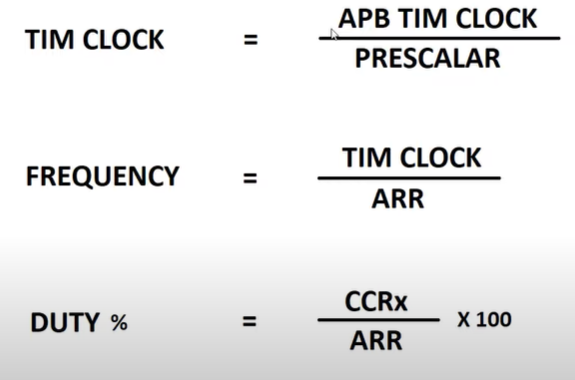 TIM CLOCK = APB TIM CLOCK
PRESCALAR
FREQUENCY = TIM CLOCK
ARR
DUTY % = CCRx
ARR X 100